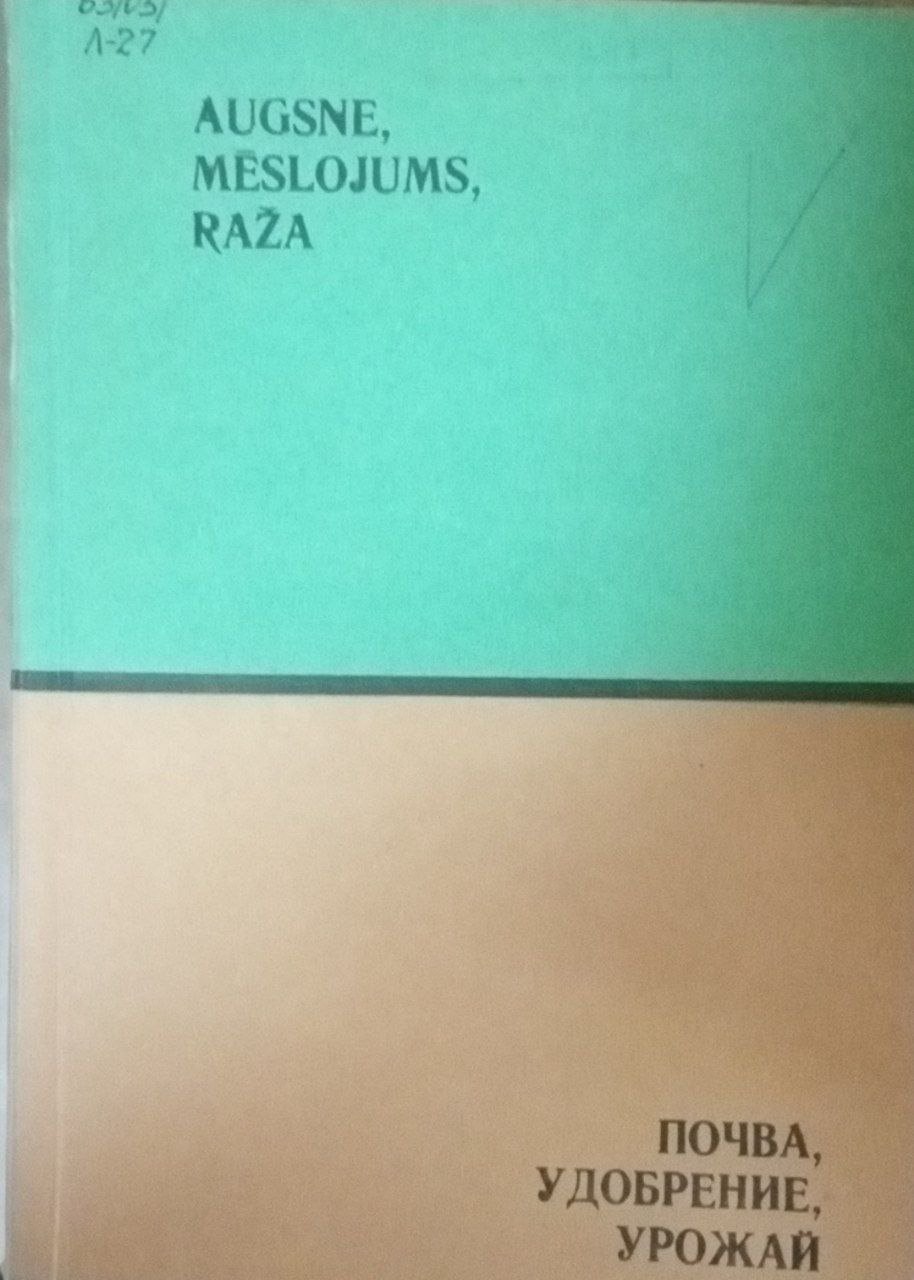 Л-27
AUGSNE,
MĒSLOJUMS,
RAŽA
ПОЧВА,
УДОБРЕНИЕ,
УРОЖАЙ